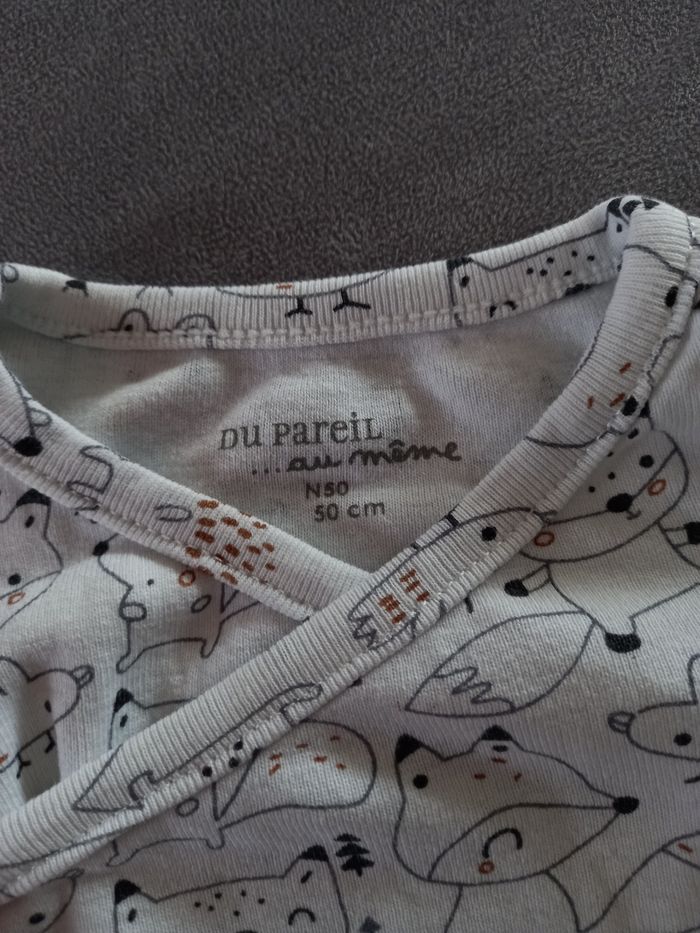 DU PAREIL
...au même
N50
50 cm